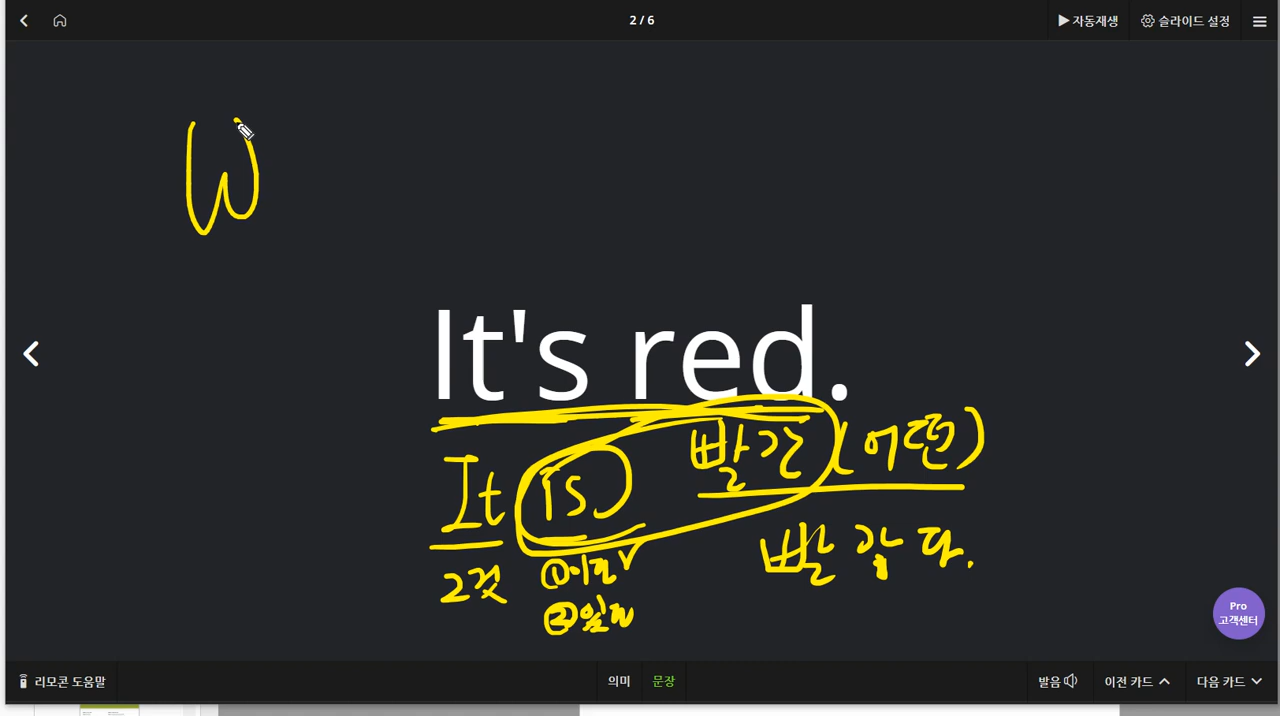 2 / 6
자동재생
슬라이드 설정
W
It's red.
It is 빨간 (어떤)
그것 ①이다 빨갛다.
②있다
Pro
고객센터
리모콘 도움말
의미
문장
발음
이전 카드
다음 카드